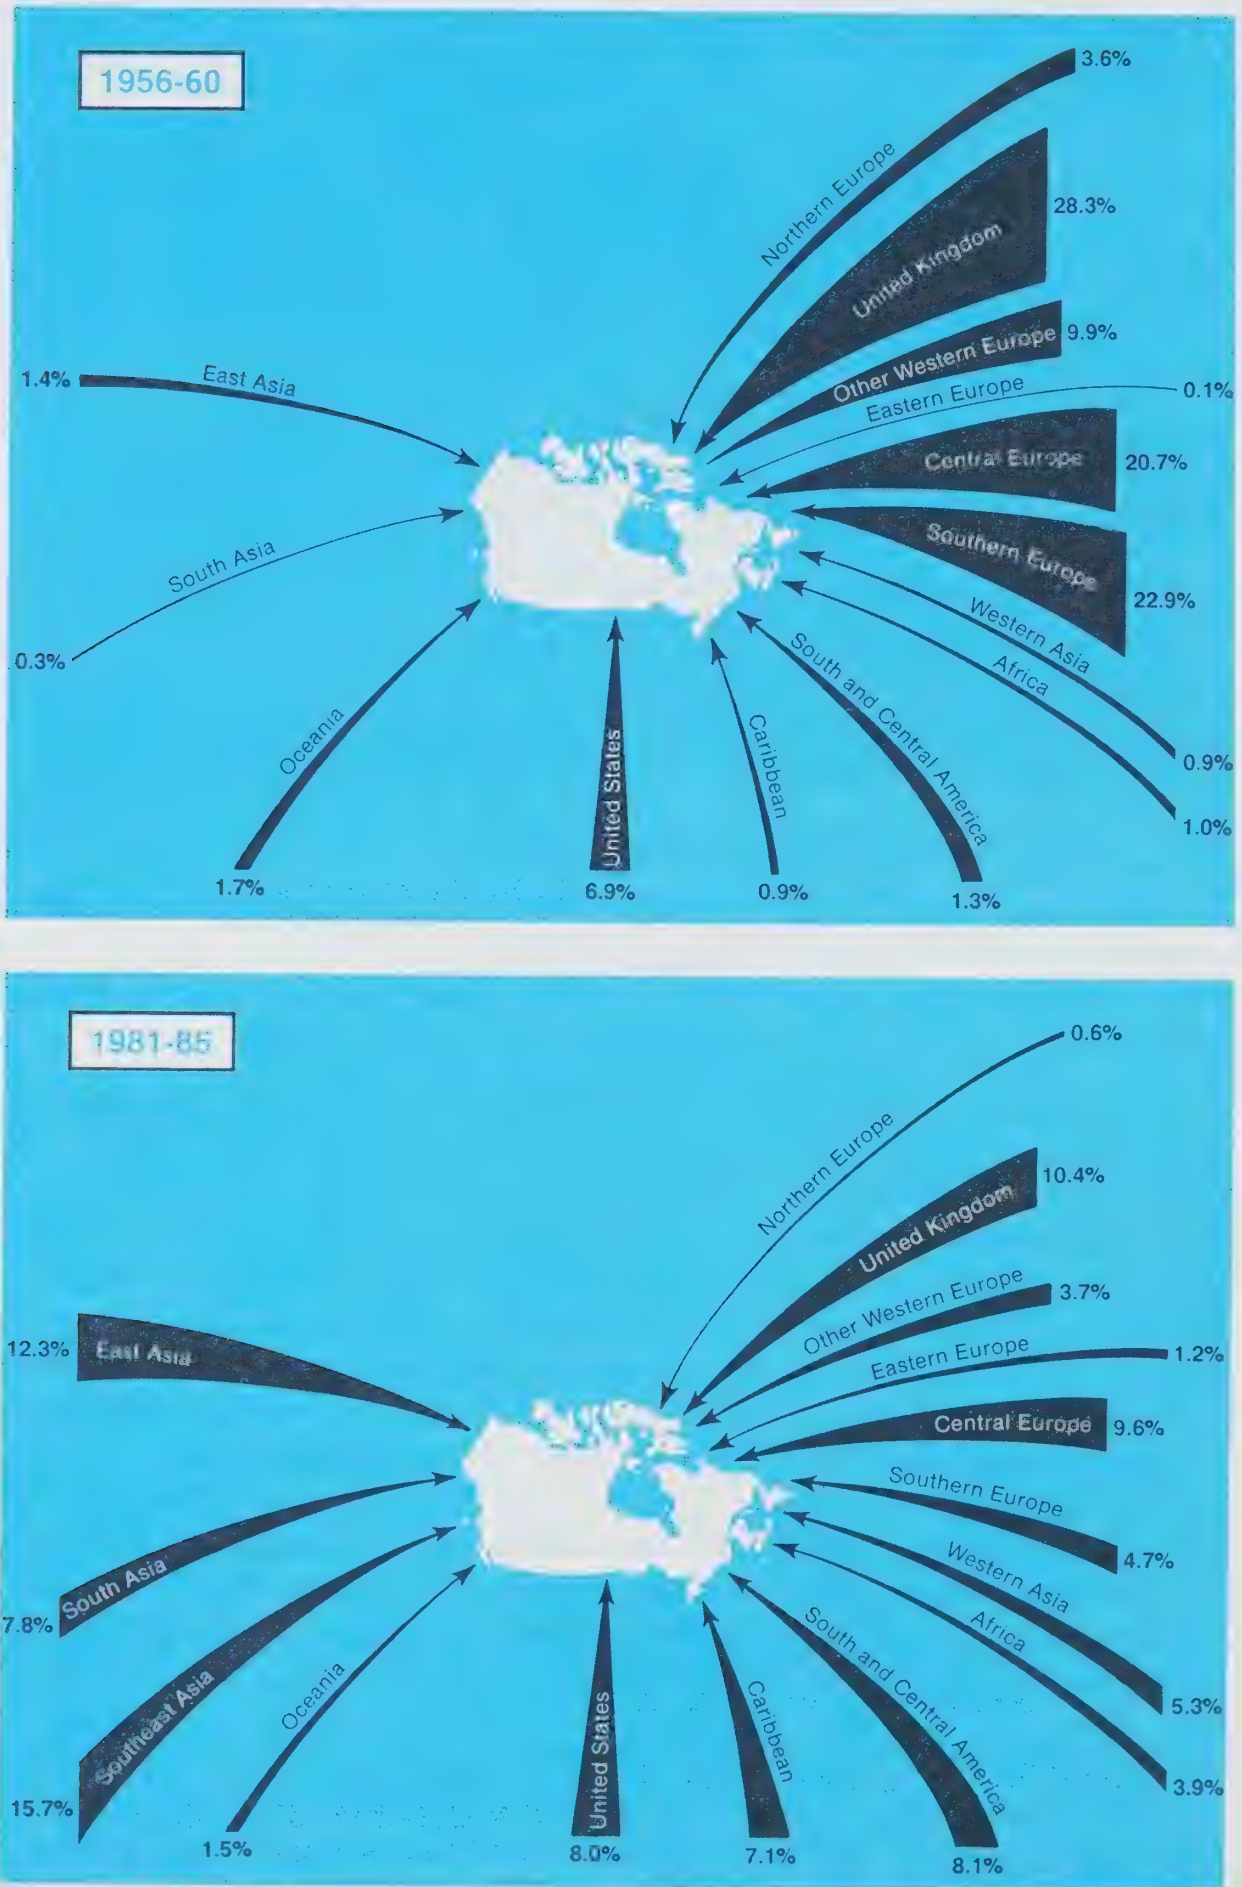 1956-60
3.6%
Northern Europe
28.3%
United Kingdom
9.9%
Other Western Europe
Eastern Europe
0.1%
1.4%
East Asia
Central Europe
20.7%
Southern Europe
22.9%
South Asia
0.3%
Western Asia
0.9%
Africa
1.0%
South and Central America
1.3%
Caribbean
0.9%
United States
6.9%
Oceania
1.7%
1981-85
0.6%
Northern Europe
10.4%
United Kingdom
Other Western Europe
3.7%
Eastern Europe
1.2%
12.3%
East Asia
Central Europe
9.6%
Southern Europe
4.7%
South Asia
7.8%
Western Asia
5.3%
Africa
3.9%
Southeast Asia
15.7%
Oceania
1.5%
United States
8.0%
Caribbean
7.1%
South and Central America
8.1%